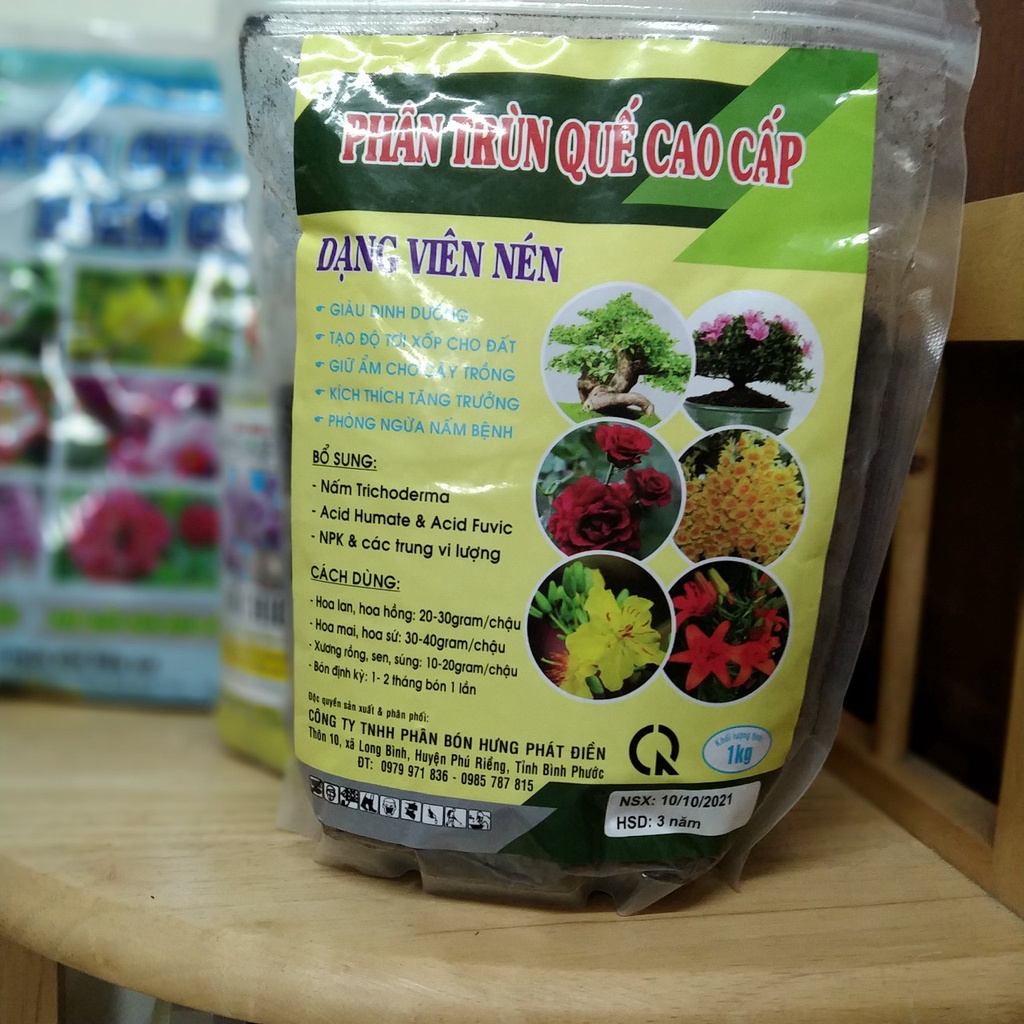 PHÂN TRÙN QUẾ CAO CẤP
DẠNG VIÊN NÉN
GIÀU DINH DƯỠNG
TẠO ĐỘ TƠI XỐP CHO ĐẤT
GIỮ ẨM CHO CÂY TRỒNG
KÍCH THÍCH TĂNG TRƯỞNG
PHÒNG NGỪA NẤM BỆNH
BỔ SUNG:
- Nấm Trichoderma
- Acid Humate & Acid Fuvic
- NPK & các trung vi lượng
CÁCH DÙNG:
- Hoa lan, hoa hồng: 20-30gram/chậu
- Hoa mai, hoa sứ: 30-40gram/chậu
- Xương rồng, sen, súng: 10-20gram/chậu
- Bón định kỳ: 1- 2 tháng bón 1 lần
Độc quyền sản xuất & phân phối:
CÔNG TY TNHH PHÂN BÓN HƯNG PHÁT ĐIỀN
Thôn 10, xã Long Bình, Huyện Phú Riềng, Tỉnh Bình Phước
ĐT: 0979 971 836 - 0985 787 815
Khối lượng tịnh
1kg
NSX: 10/10/2021
HSD: 3 năm